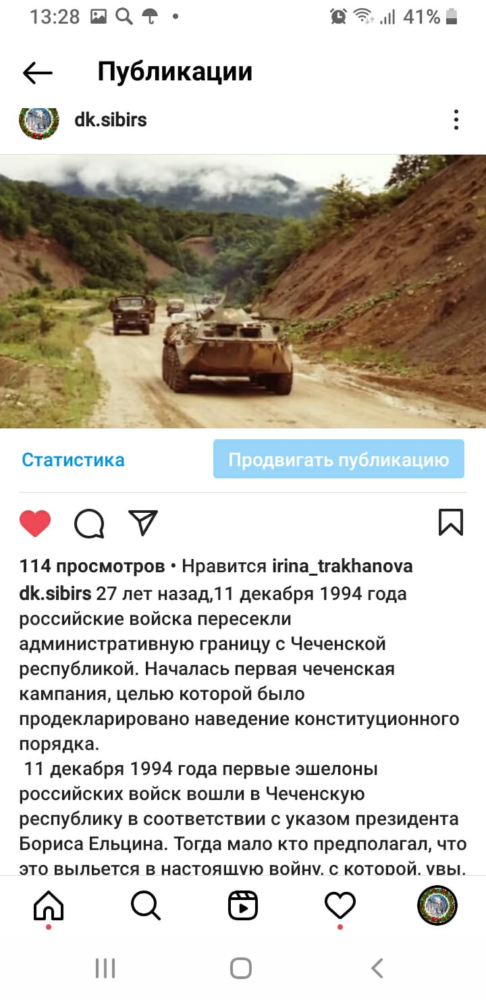 13:28 41%
Публикации
dk.sibirs
Статистика
Продвигать публикацию
114 просмотров • Нравится irina_trakhanova
dk.sibirs 27 лет назад,11 декабря 1994 года
российские войска пересекли
административную границу с Чеченской
республикой. Началась первая чеченская
кампания, целью которой было
продекларировано наведение конституционного
порядка.
11 декабря 1994 года первые эшелоны
российских войск вошли в Чеченскую
республику в соответствии с указом президента
Бориса Ельцина. Тогда мало кто предполагал, что
это выльется в настоящую войну, с которой, увы,